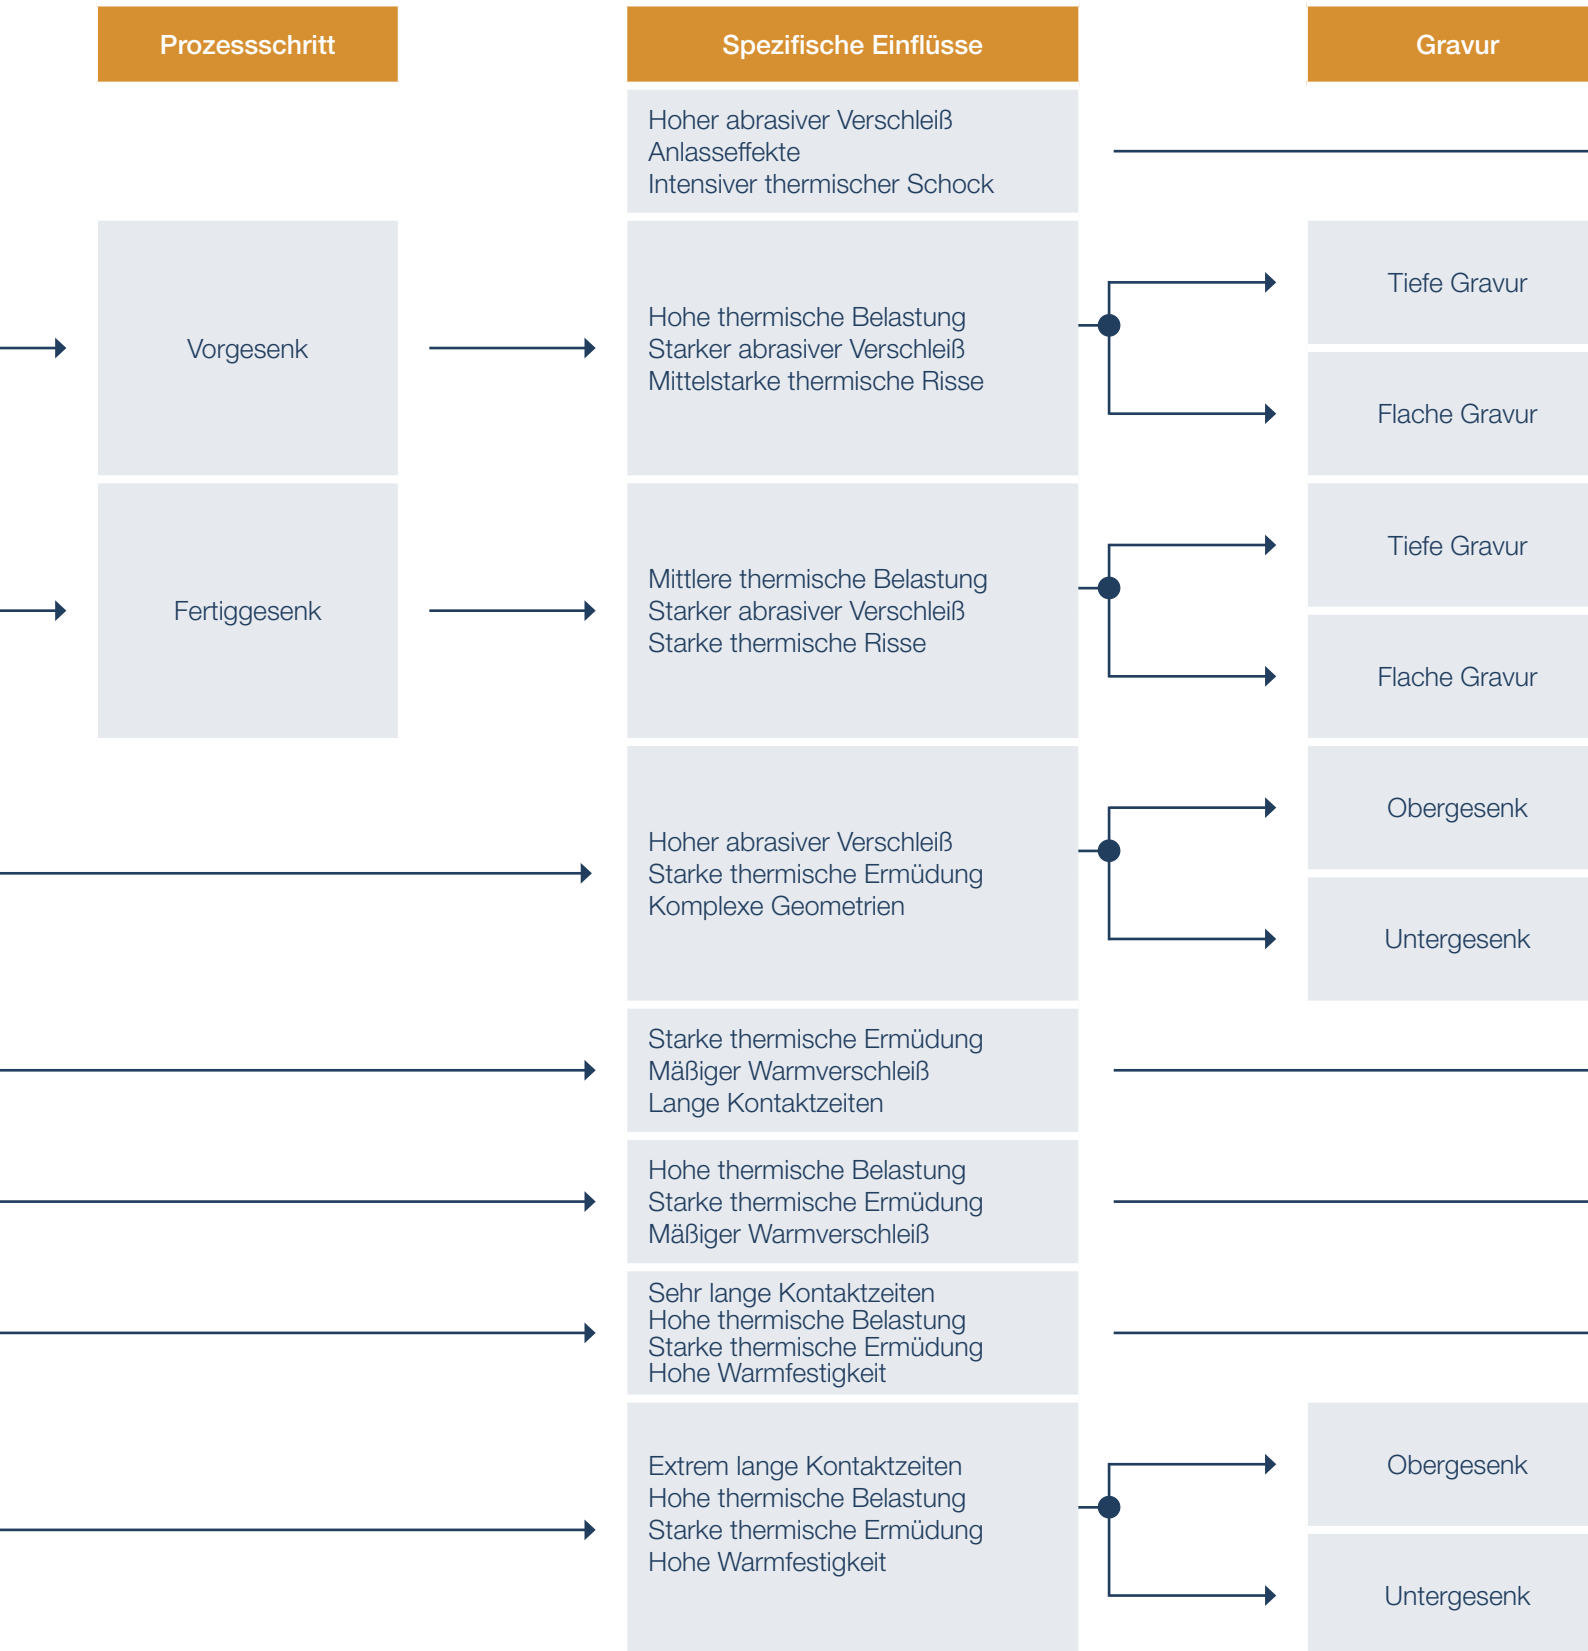 Prozessschritt
Spezifische Einflüsse
Gravur
Hoher abrasiver Verschleiß
Anlasseffekte
Intensiver thermischer Schock
Vorgesenk
Hohe thermische Belastung
Starker abrasiver Verschleiß
Mittelstarke thermische Risse
Tiefe Gravur
Flache Gravur
Fertiggesenk
Mittlere thermische Belastung
Starker abrasiver Verschleiß
Starke thermische Risse
Tiefe Gravur
Flache Gravur
Hoher abrasiver Verschleiß
Starke thermische Ermüdung
Komplexe Geometrien
Obergesenk
Untergesenk
Starke thermische Ermüdung
Mäßiger Warmverschleiß
Lange Kontaktzeiten
Hohe thermische Belastung
Starke thermische Ermüdung
Mäßiger Warmverschleiß
Sehr lange Kontaktzeiten
Hohe thermische Belastung
Starke thermische Ermüdung
Hohe Warmfestigkeit
Extrem lange Kontaktzeiten
Hohe thermische Belastung
Starke thermische Ermüdung
Hohe Warmfestigkeit
Obergesenk
Untergesenk